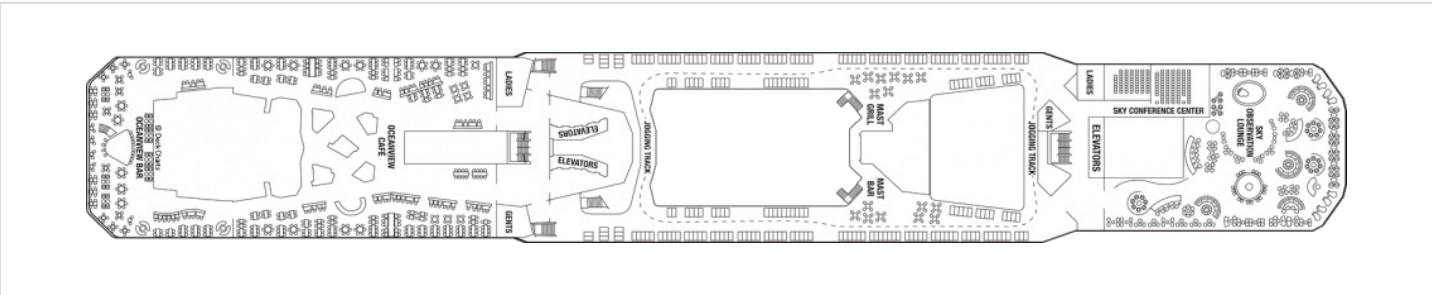 OCEANVIEW BAR
© Deck Charts
OCEANVIEW
CAFE
LADIES
GENTS
ELEVATORS
ELEVATORS
JOGGING TRACK
MAST
GRILL
MAST
BAR
JOGGING TRACK
GENTS
LADIES
ELEVATORS
SKY CONFERENCE CENTER
SKY
OBSERVATION
LOUNGE